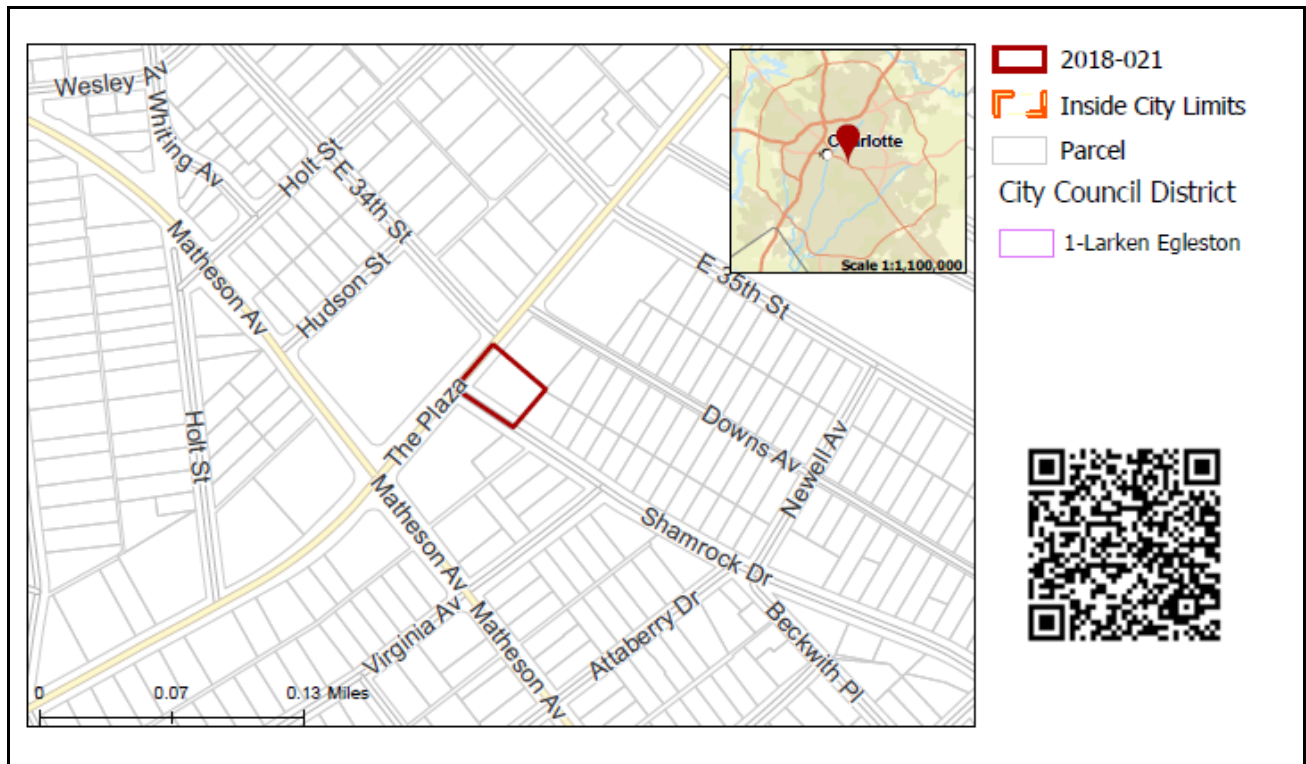 Wesley Av
Whiting Av
Holt St
E 34th St
Matheson Av
Hudson St
Charlotte
Scale 1:1,100,000
E 35th St
The Plaza
Holt St
Downs Av
Newell Av
Matheson Av
Shamrock Dr
Virginia Av
Matheson Av
Attaberry Dr
Beckwith Pl
0 0.07 0.13 Miles
2018-021
Inside City Limits
Parcel
City Council District
1-Larken Egleston